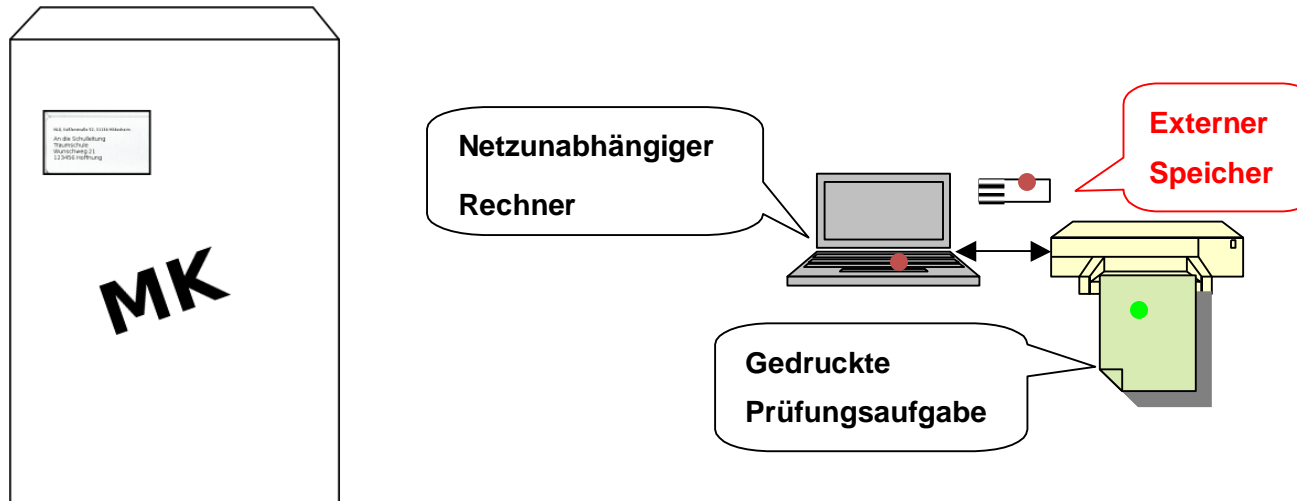 An die Schulleitung
Traumschule
Wunschweg 21
123456 Hoffnung
MK
Netzunabhängiger
Rechner
Externer
Speicher
Gedruckte
Prüfungsaufgabe